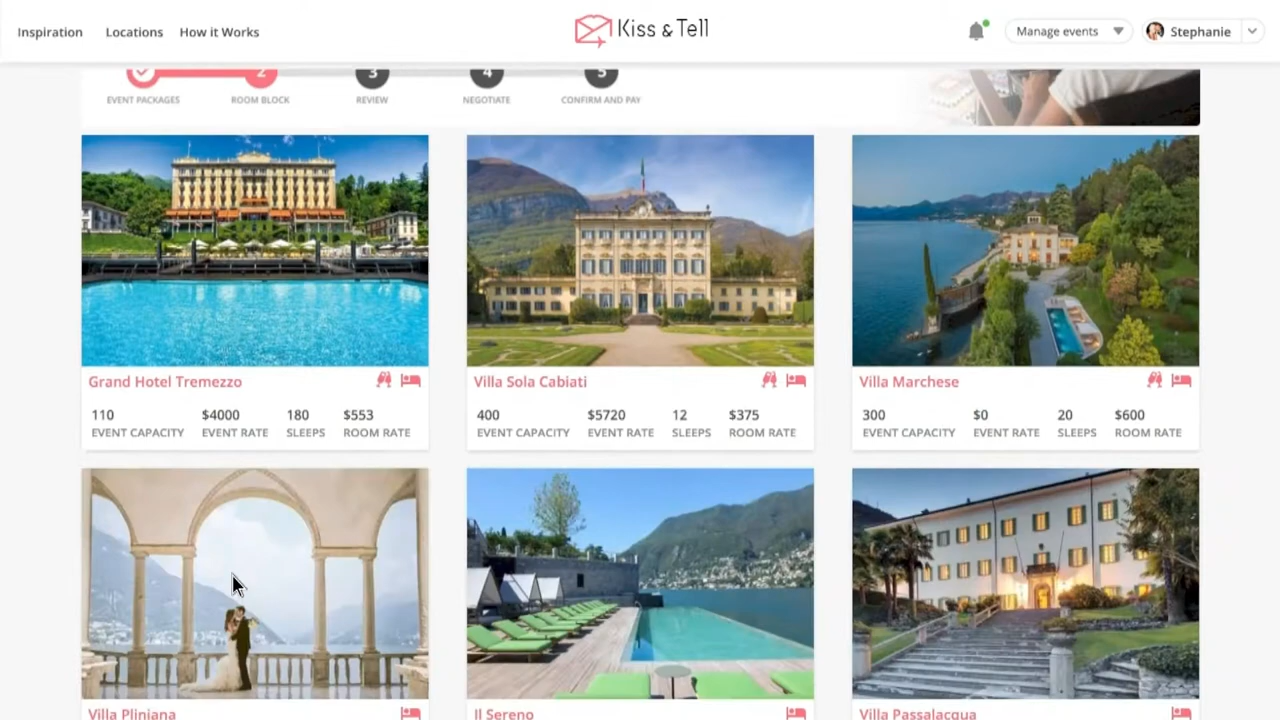 Inspiration Locations How it Works Kiss & Tell Manage events Stephanie
2 3 4 5
EVENT PACKAGES ROOM BLOCK REVIEW NEGOTIATE CONFIRM AND PAY
Grand Hotel Tremezzo Villa Sola Cabiati Villa Marchese
110 $4000 180 $553 400 $5720 12 $375 300 $0 20 $600
EVENT CAPACITY EVENT RATE SLEEPS ROOM RATE EVENT CAPACITY EVENT RATE SLEEPS ROOM RATE EVENT CAPACITY EVENT RATE SLEEPS ROOM RATE
Villa Pliniana Il Sereno Villa Passalacqua